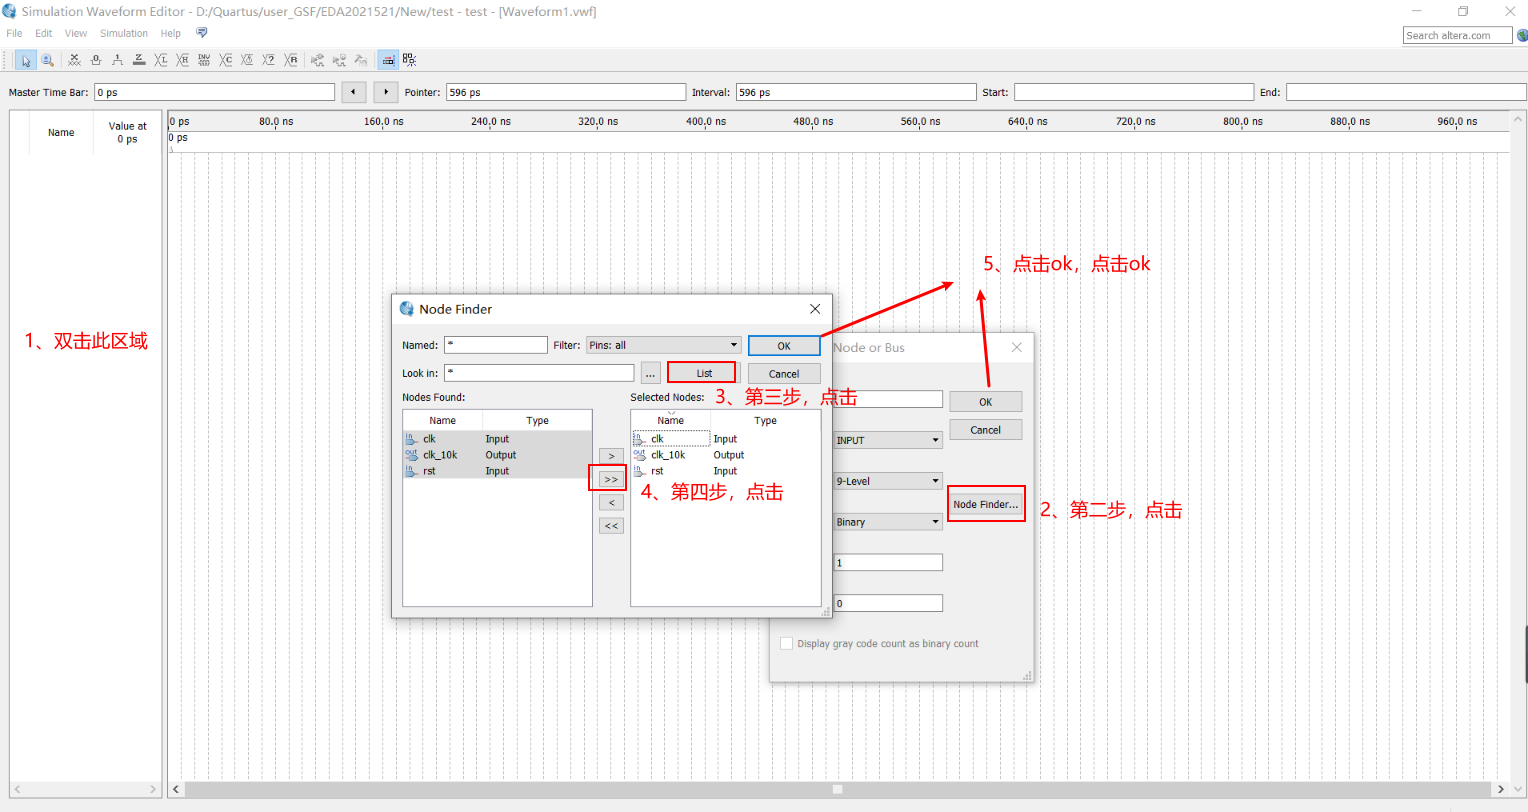 Simulation Waveform Editor - D:/Quartus/user_GSF/EDA2021521/New/test - test - [Waveform1.vwf]
File Edit View Simulation Help
Search altera.com
Master Time Bar: 0 ps Pointer: 596 ps Interval: 596 ps Start: End:
Name Value at 0 ps
0 ps 80.0 ns 160.0 ns 240.0 ns 320.0 ns 400.0 ns 480.0 ns 560.0 ns 640.0 ns 720.0 ns 800.0 ns 880.0 ns 960.0 ns
0 ps
5、点击ok，点击ok
1、双击此区域
Node Finder
Named: * Filter: Pins: all OK
Look in: * ... List Cancel
3、第三步，点击
Nodes Found: Selected Nodes:
Name Type
clk Input
clk_10k Output
rst Input
>
>>
<
<<
Name Type
clk Input
clk_10k Output
rst Input
4、第四步，点击
Node or Bus
OK
INPUT Cancel
9-Level
Node Finder...
2、第二步，点击
Binary
1
0
Display gray code count as binary count